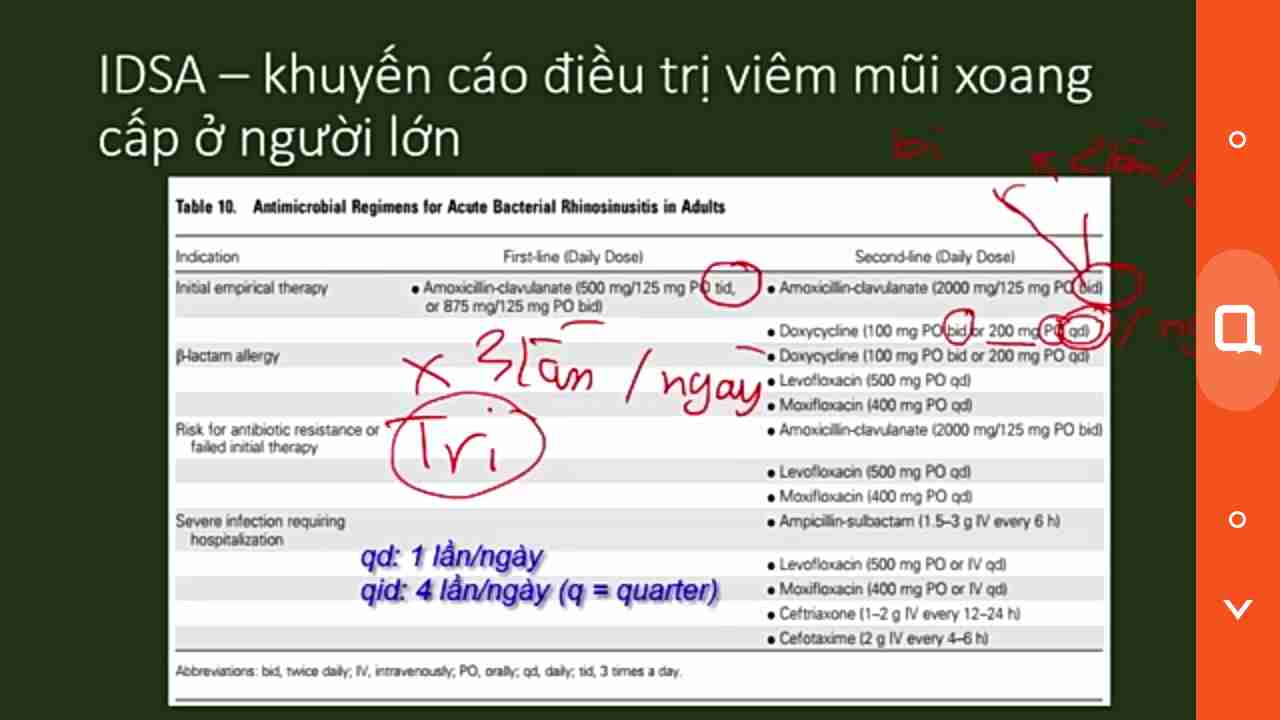 IDSA – khuyến cáo điều trị viêm mũi xoang
cấp ở người lớn
bi
x 2lần/
Table 10. Antimicrobial Regimens for Acute Bacterial Rhinosinusitis in Adults
Indication First-line (Daily Dose) Second-line (Daily Dose)
Initial empirical therapy • Amoxicillin-clavulanate (500 mg/125 mg PO tid, • Amoxicillin-clavulanate (2000 mg/125 mg PO bid)
or 875 mg/125 mg PO bid)
• Doxycycline (100 mg PO bid or 200 mg PO qd)
/ ng
β-lactam allergy • Doxycycline (100 mg PO bid or 200 mg PO qd)
x 3lần / ngày
• Levofloxacin (500 mg PO qd)
• Moxifloxacin (400 mg PO qd)
Risk for antibiotic resistance or • Amoxicillin-clavulanate (2000 mg/125 mg PO bid)
failed initial therapy
Tri
• Levofloxacin (500 mg PO qd)
• Moxifloxacin (400 mg PO qd)
Severe infection requiring • Ampicillin-sulbactam (1.5–3 g IV every 6 h)
hospitalization
qd: 1 lần/ngày
• Levofloxacin (500 mg PO or IV qd)
qid: 4 lần/ngày (q = quarter)
• Moxifloxacin (400 mg PO or IV qd)
• Ceftriaxone (1–2 g IV every 12–24 h)
• Cefotaxime (2 g IV every 4–6 h)
Abbreviations: bid, twice daily; IV, intravenously; PO, orally; qd, daily; tid, 3 times a day.